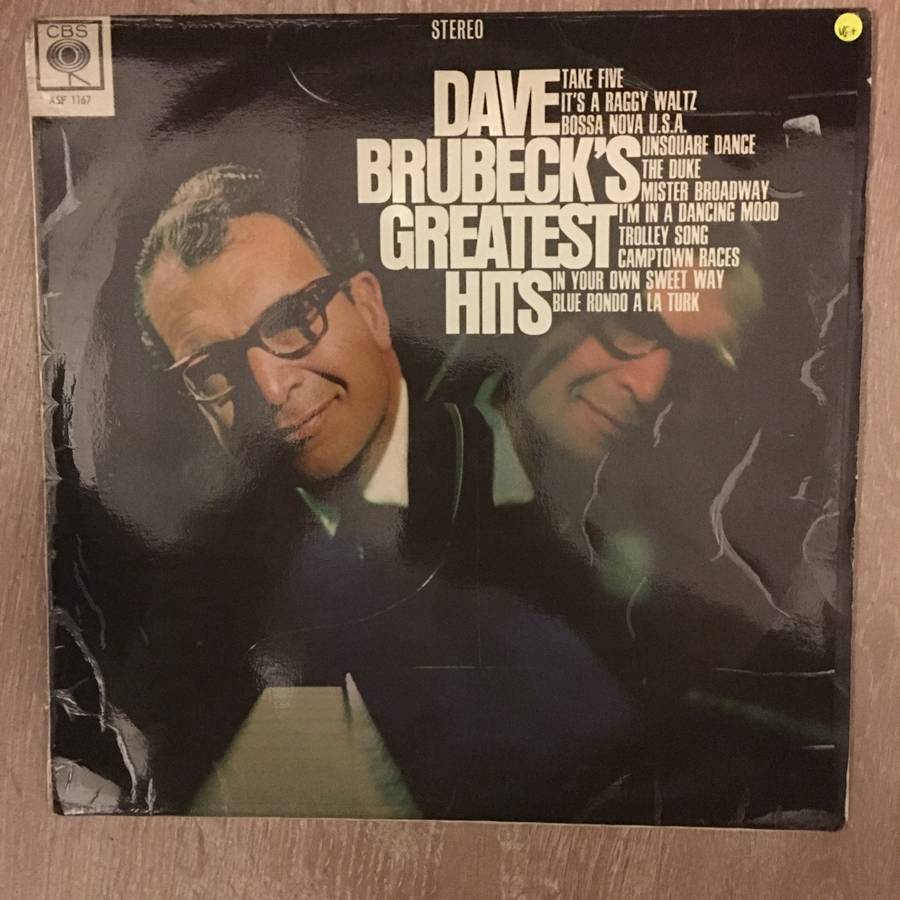 CBS
ASF 1167
STEREO
VG+
DAVE
BRUBECK'S
GREATEST
HITS
TAKE FIVE
IT'S A RAGGY WALTZ
BOSSA NOVA U.S.A.
UNSQUARE DANCE
THE DUKE
MISTER BROADWAY
I'M IN A DANCING MOOD
TROLLEY SONG
CAMPTOWN RACES
IN YOUR OWN SWEET WAY
BLUE RONDO A LA TURK